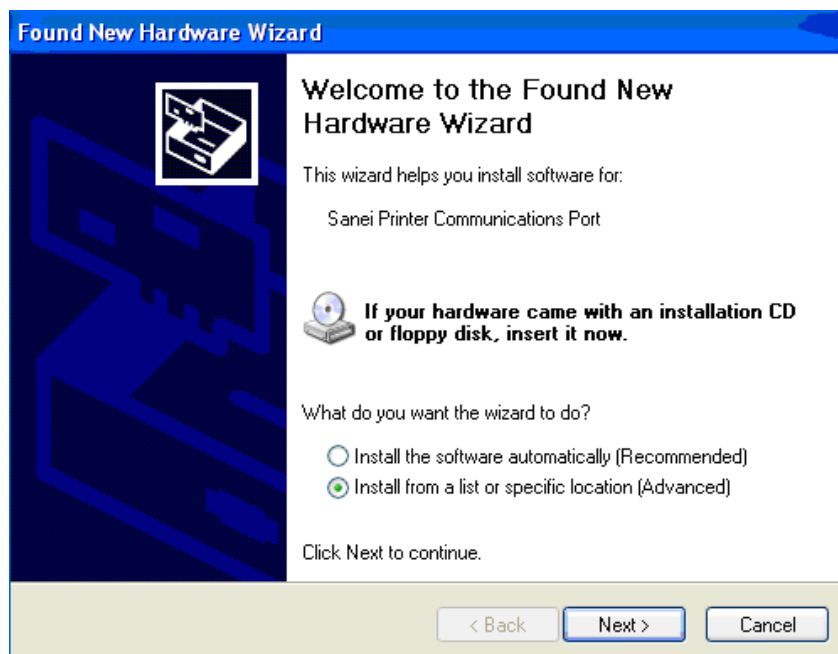 Found New Hardware Wizard
Welcome to the Found New
Hardware Wizard
This wizard helps you install software for:
Sanei Printer Communications Port
If your hardware came with an installation CD
or floppy disk, insert it now.
What do you want the wizard to do?
Install the software automatically (Recommended)
Install from a list or specific location (Advanced)
Click Next to continue.
< Back
Next >
Cancel